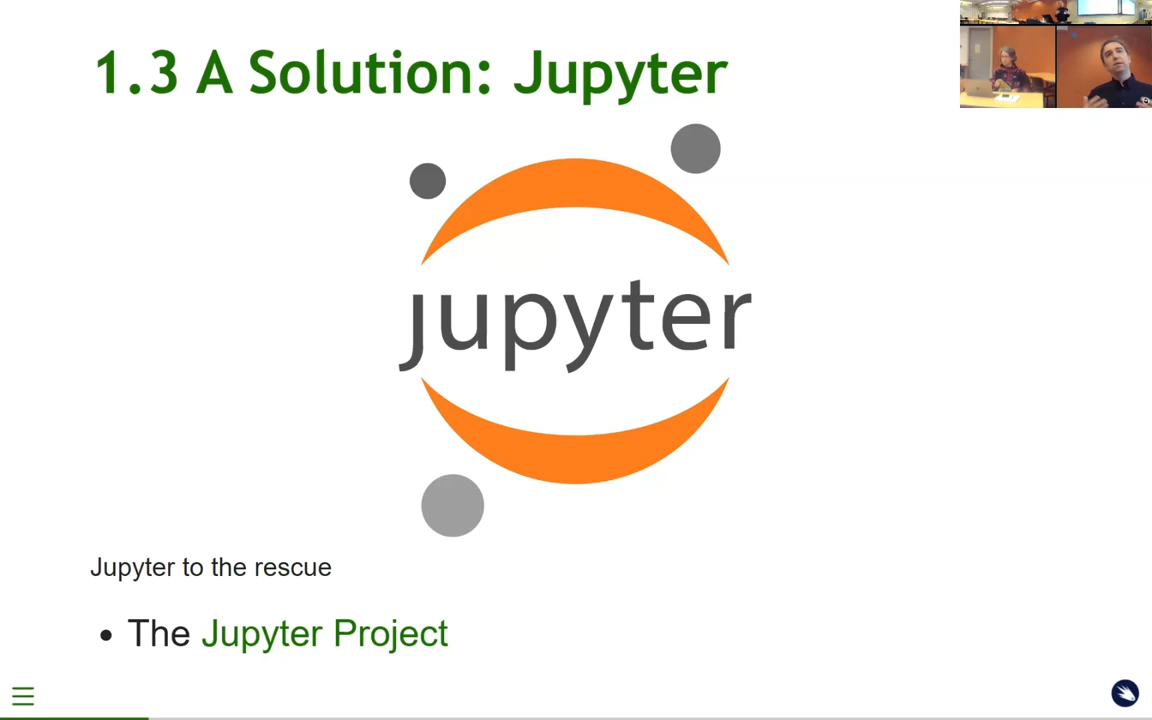 1.3 A Solution: Jupyter
jupyter
Jupyter to the rescue
• The Jupyter Project